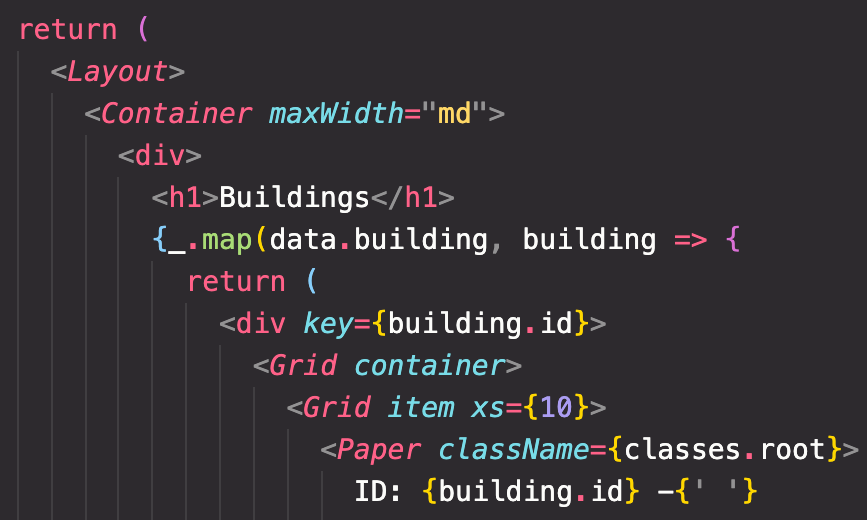 return (
<Layout>
<Container maxWidth="md">
<div>
<h1>Buildings</h1>
{_.map(data.building, building => {
return (
<div key={building.id}>
<Grid container>
<Grid item xs={10}>
<Paper className={classes.root}>
ID: {building.id} -{' '}